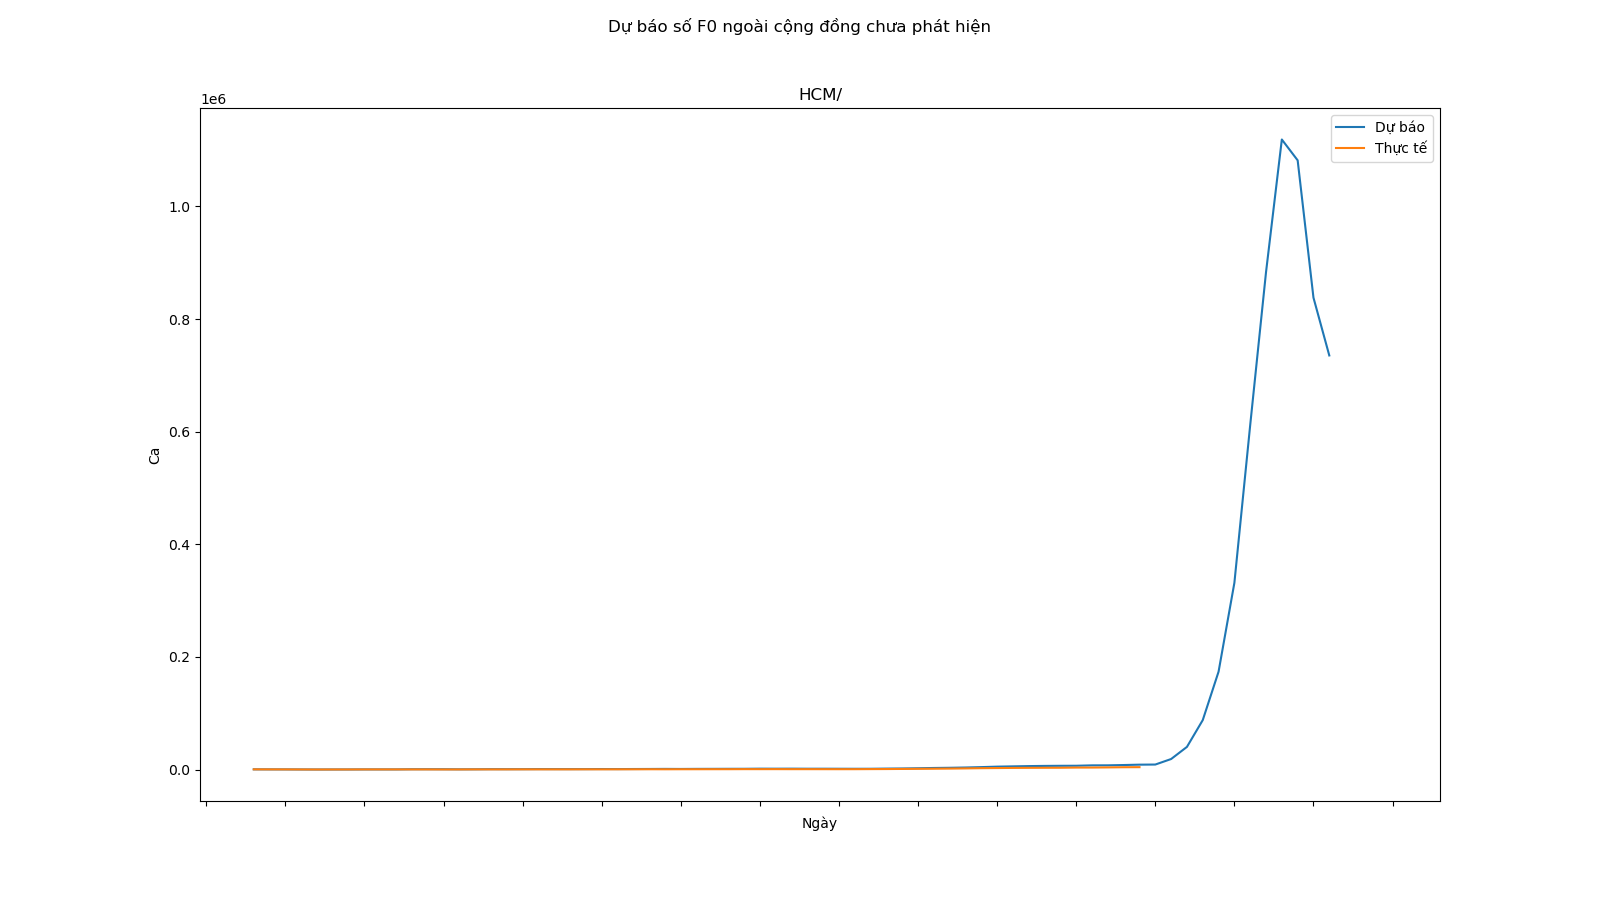 Dự báo số F0 ngoài cộng đồng chưa phát hiện
HCM/
1e6
Dự báo
Thực tế
1.0
0.8
0.6
0.4
0.2
0.0
Ca
Ngày